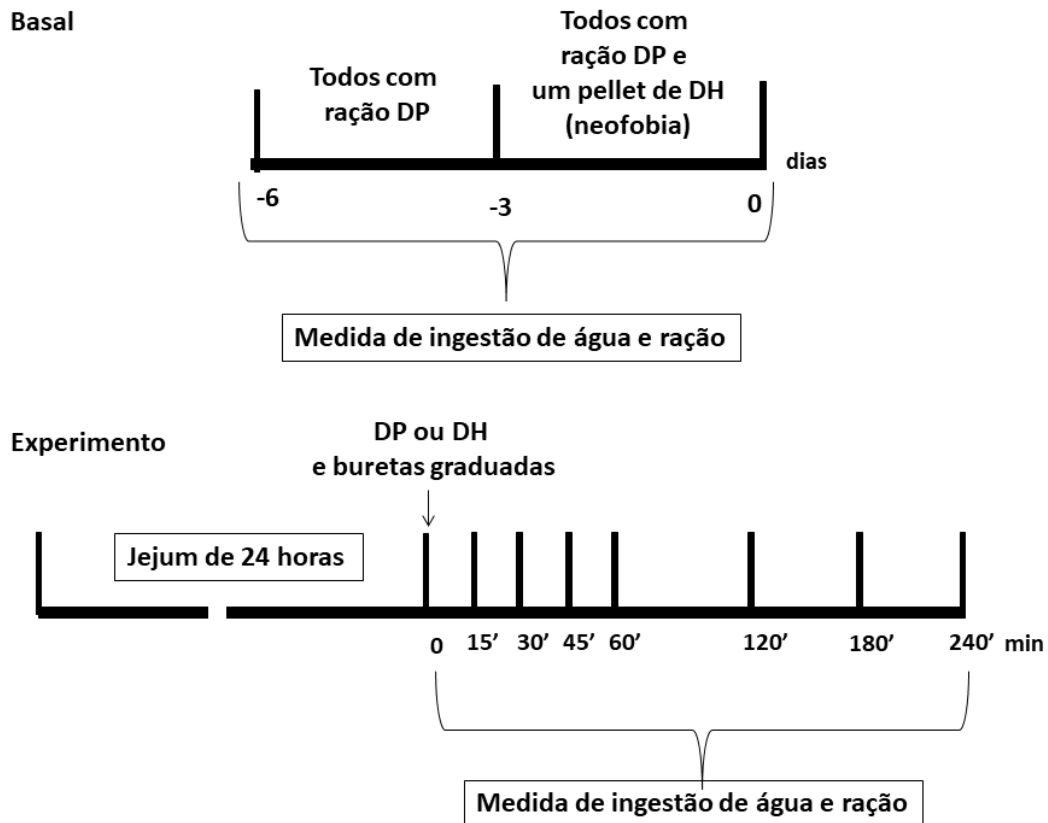 Basal
Todos com
ração DP
Todos com
ração DP e
um pellet de DH
(neofobia)
dias
-6
-3
0
Medida de ingestão de água e ração
Experimento
DP ou DH
e buretas graduadas
Jejum de 24 horas
0
15’
30’
45’
60’
120’
180’
240’
min
Medida de ingestão de água e ração